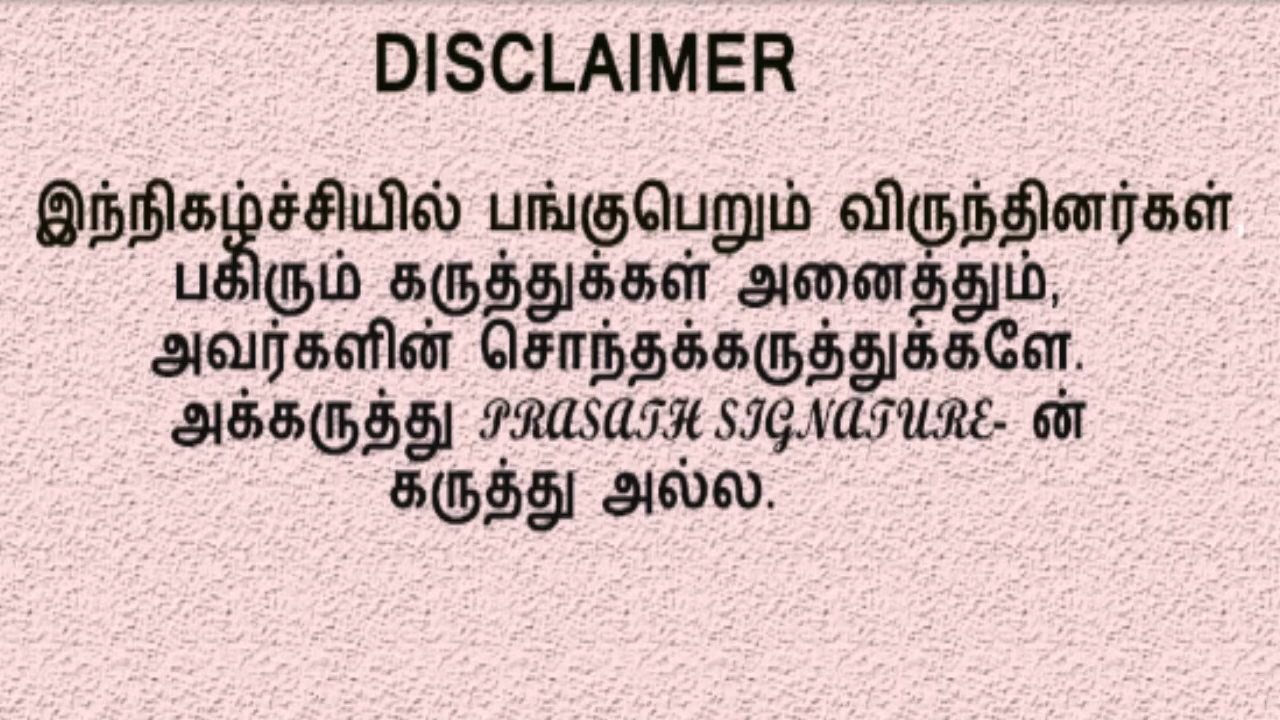 DISCLAIMER
இந்நிகழ்ச்சியில் பங்குபெறும் விருந்தினர்கள்,
பகிரும் கருத்துக்கள் அனைத்தும்,
அவர்களின் சொந்தக்கருத்துக்களே.
அக்கருத்து PRASATH SIGNATURE- ன்
கருத்து அல்ல.